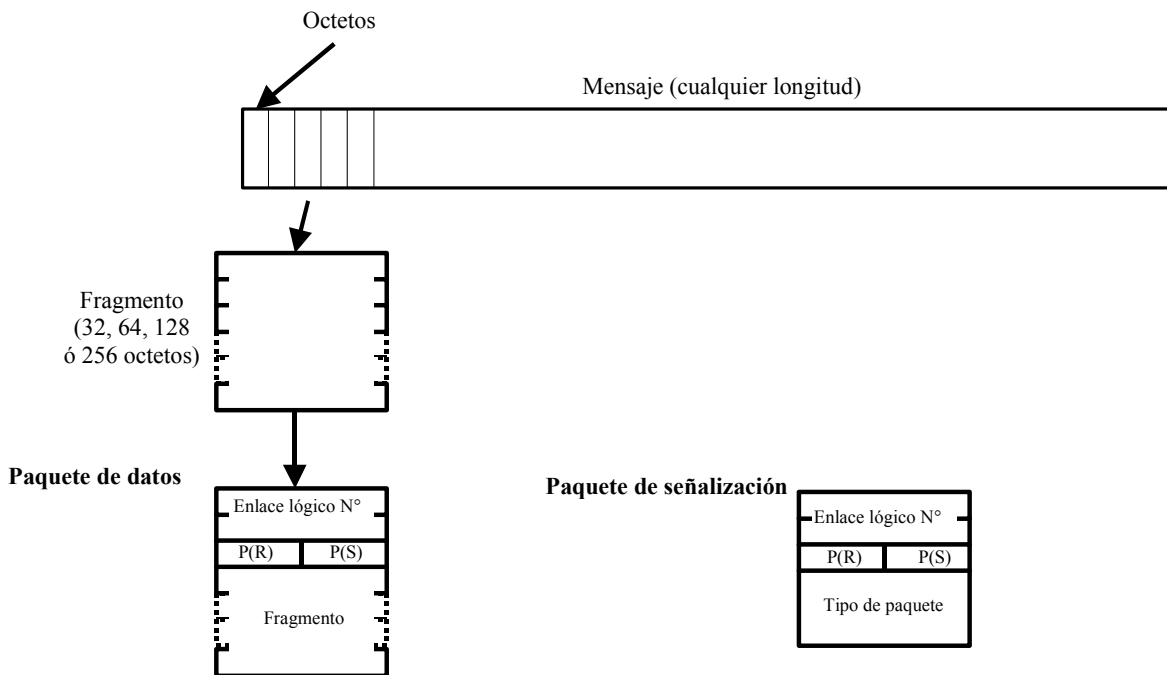 Octetos
Mensaje (cualquier longitud)
Fragmento
(32, 64, 128
ó 256 octetos)
Paquete de datos
Enlace lógico N°
P(R) P(S)
Fragmento
Paquete de señalización
Enlace lógico N°
P(R) P(S)
Tipo de paquete